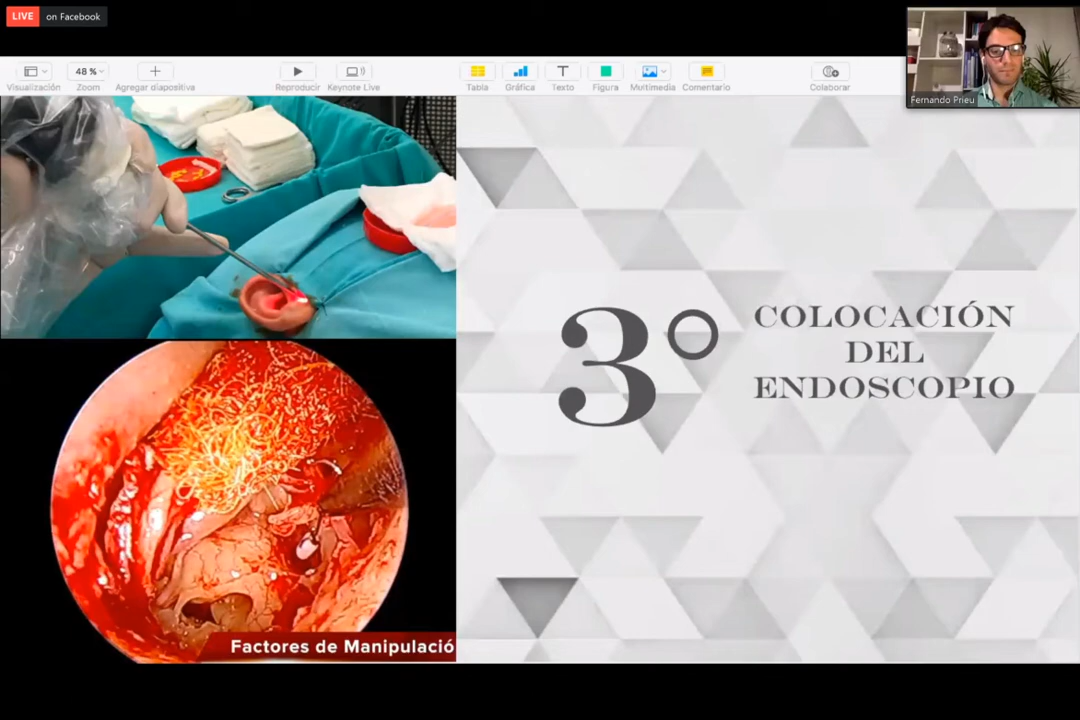 LIVE on Facebook
48 %
Visualización Zoom Agregar diapositiva Reproducir Keynote Live Tabla Gráfica Texto Figura Multimedia Comentario Colaborar
Fernando Prieu
3°
COLOCACIÓN
DEL
ENDOSCOPIO
Factores de Manipulació